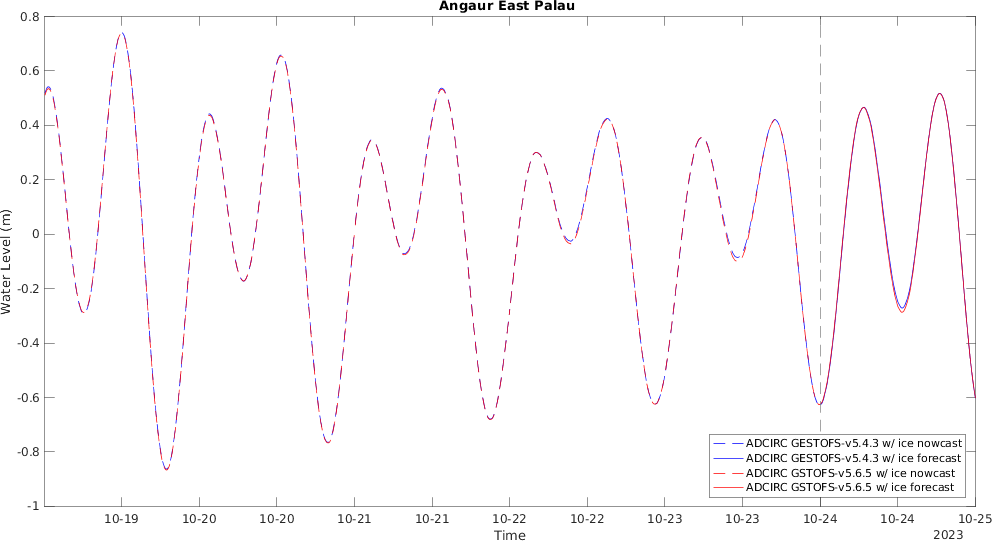 Angaur East Palau
0.8
0.6
0.4
0.2
0
-0.2
-0.4
-0.6
-0.8
-1
Water Level (m)
ADCIRC GESTOFS-v5.4.3 w/ ice nowcast
ADCIRC GESTOFS-v5.4.3 w/ ice forecast
ADCIRC GSTOFS-v5.6.5 w/ ice nowcast
ADCIRC GSTOFS-v5.6.5 w/ ice forecast
10-19 10-20 10-20 10-21 10-21 10-22 10-22 10-23 10-23 10-24 10-24 10-25
Time
2023